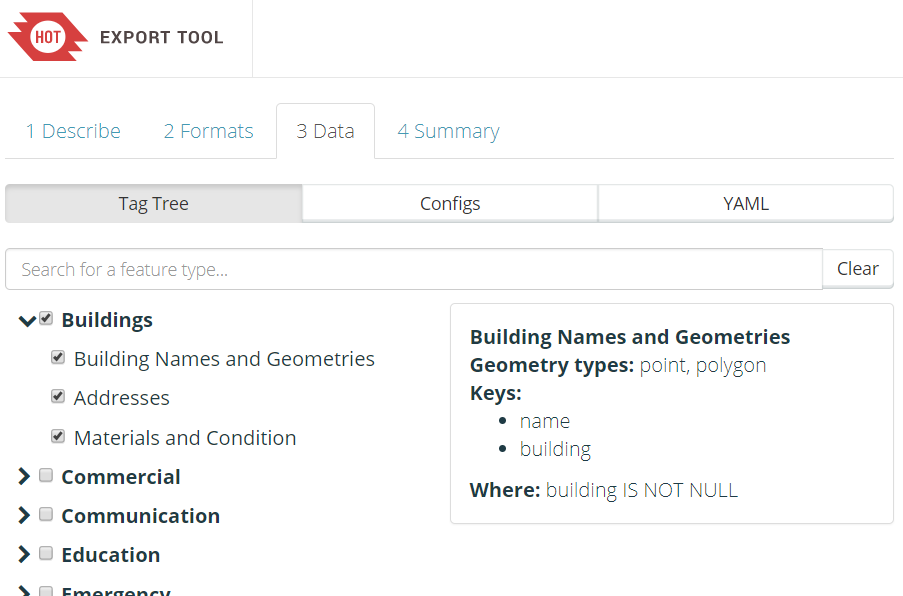 HOT EXPORT TOOL
1 Describe 2 Formats 3 Data 4 Summary
Tag Tree Configs YAML
Search for a feature type... Clear
Buildings
Building Names and Geometries
Addresses
Materials and Condition
Commercial
Communication
Education
Emergency
Building Names and Geometries
Geometry types: point, polygon
Keys:
name
building
Where: building IS NOT NULL